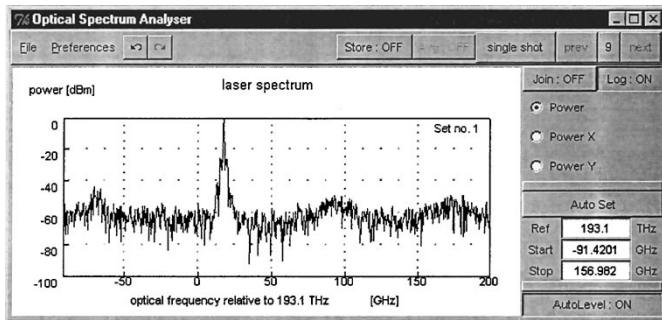 7% Optical Spectrum Analyser
File Preferences Store : OFF single shot prev 9 next
Join : OFF Log : ON
power [dBm] laser spectrum
Power
Set no. 1
Power X
Power Y
0
-20
-40
-60
-80
-100
-50 0 50 100 150 200
optical frequency relative to 193.1 THz [GHz]
Auto Set
Ref 193.1 THz
Start -91.4201 GHz
Stop 156.982 GHz
AutoLevel : ON